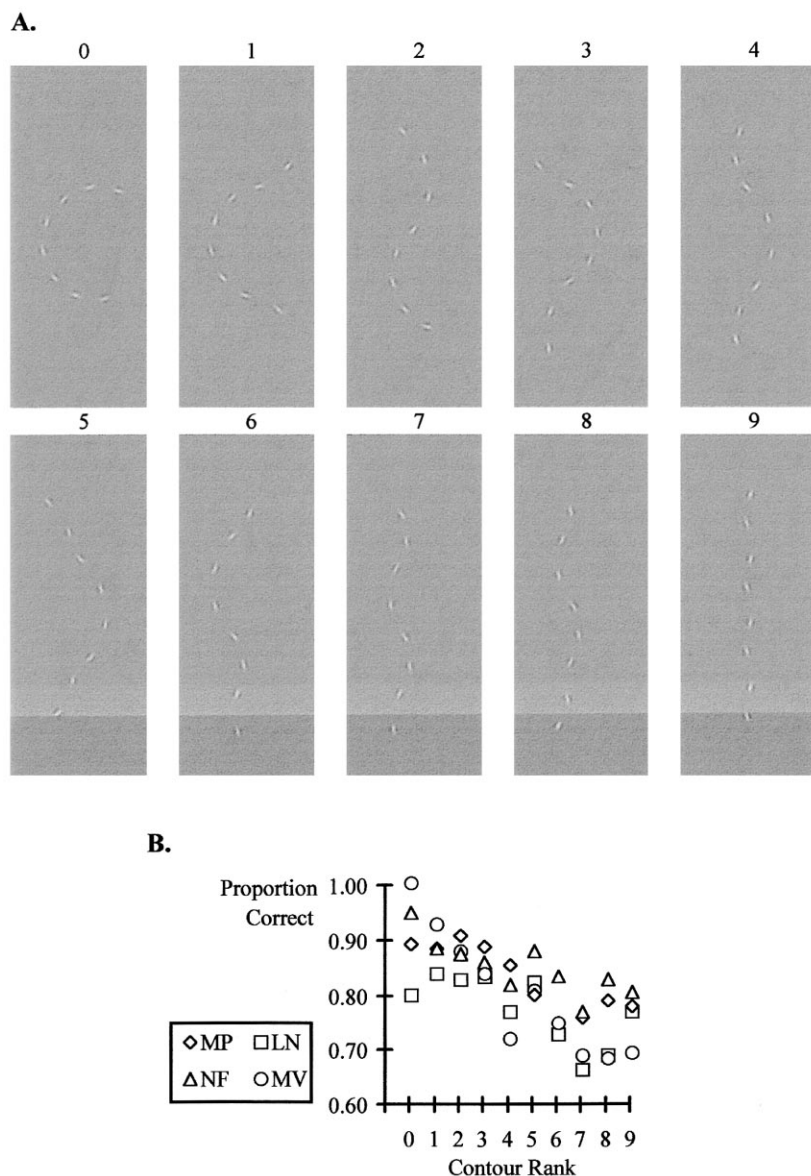 A.
0 1 2 3 4
5 6 7 8 9
B.
Proportion
Correct
1.00
0.90
0.80
0.70
0.60
MP LN
NF MV
0 1 2 3 4 5 6 7 8 9
Contour Rank